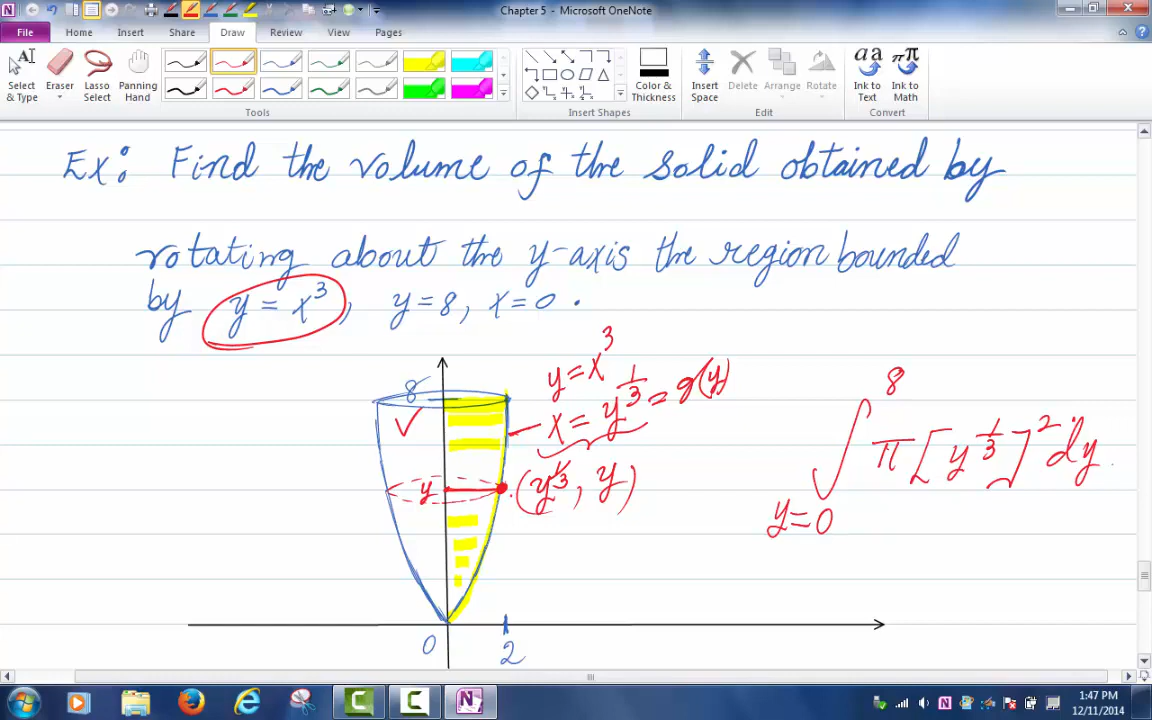 Chapter 5 - Microsoft OneNote
File Home Insert Share Draw Review View Pages
Select & Type Eraser Lasso Select Panning Hand Color & Thickness Insert Space Delete Arrange Rotate Ink to Text Ink to Math
Tools Insert Shapes Edit Convert
Ex: Find the volume of the solid obtained by
rotating about the y-axis the region bounded
by y = x³, y=8, x=0.
y = x³
x = y^{1/3} = g(y)
8
y
(y^{1/3}, y)
0
2
∫_{y=0}^{8} π[y^{1/3}]² dy
1:47 PM
12/11/2014